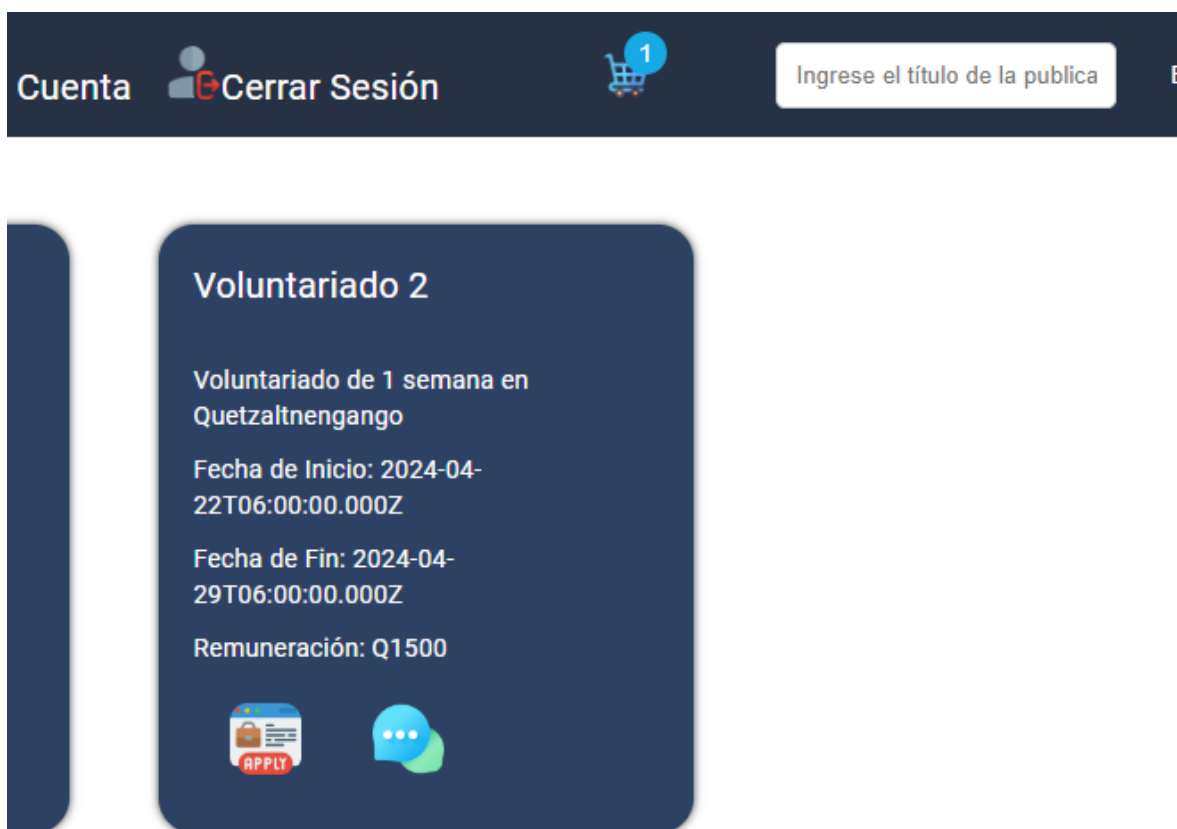 Cuenta
Cerrar Sesión
1
Ingrese el título de la publica
Voluntariado 2
Voluntariado de 1 semana en
Quetzaltnengango
Fecha de Inicio: 2024-04-
22T06:00:00.000Z
Fecha de Fin: 2024-04-
29T06:00:00.000Z
Remuneración: Q1500
APPLY